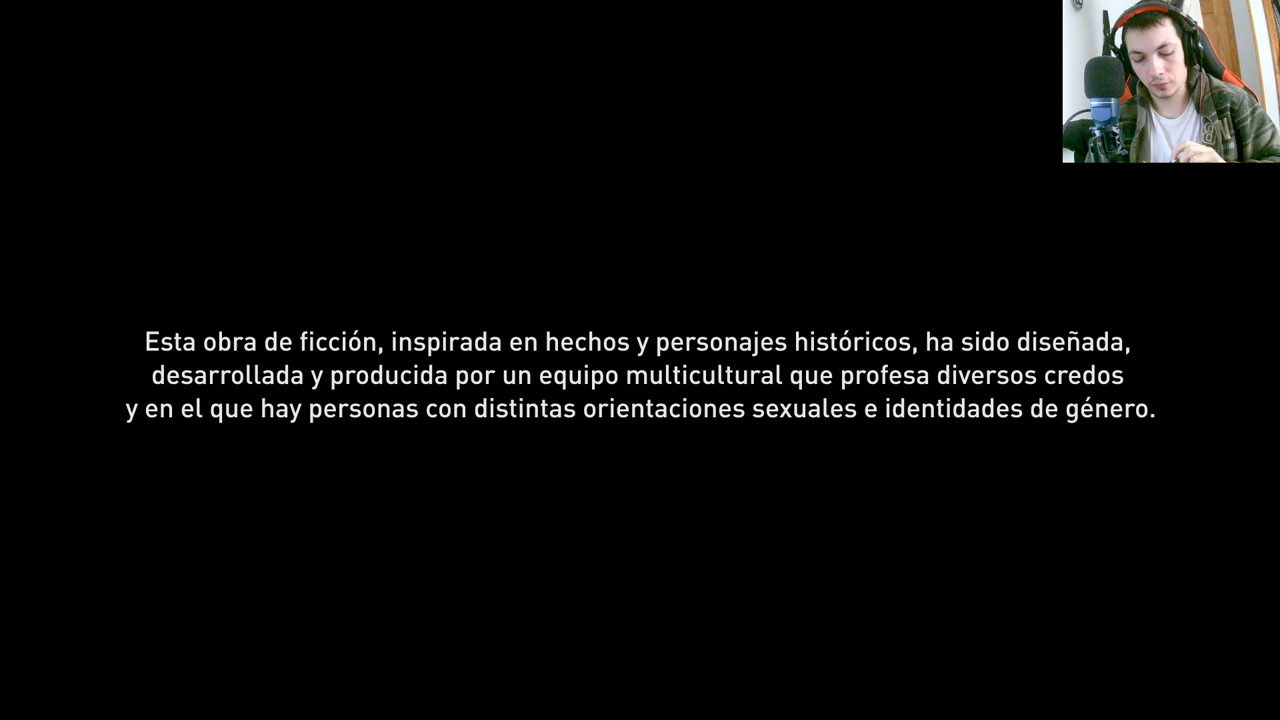 Esta obra de ficción, inspirada en hechos y personajes históricos, ha sido diseñada,
desarrollada y producida por un equipo multicultural que profesa diversos credos
y en el que hay personas con distintas orientaciones sexuales e identidades de género.